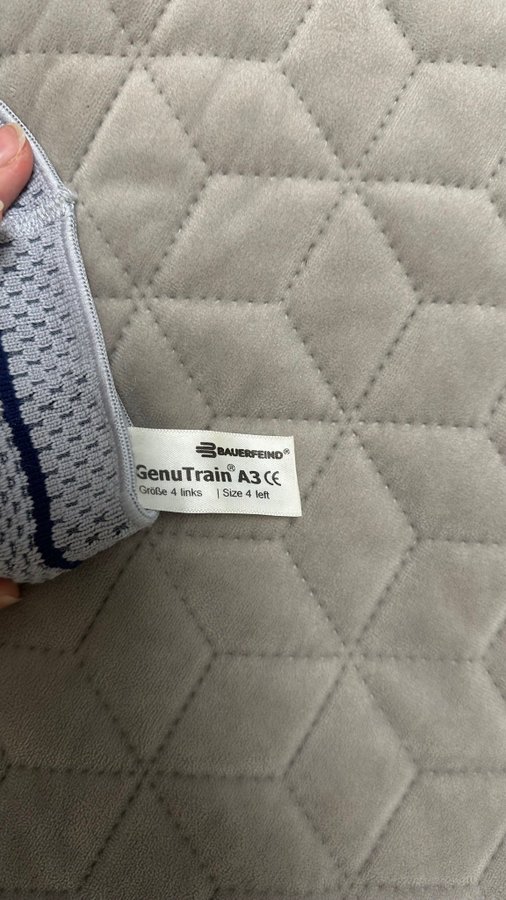 BAUERFEIND®
GenuTrain® A3 CE
Größe 4 links | Size 4 left